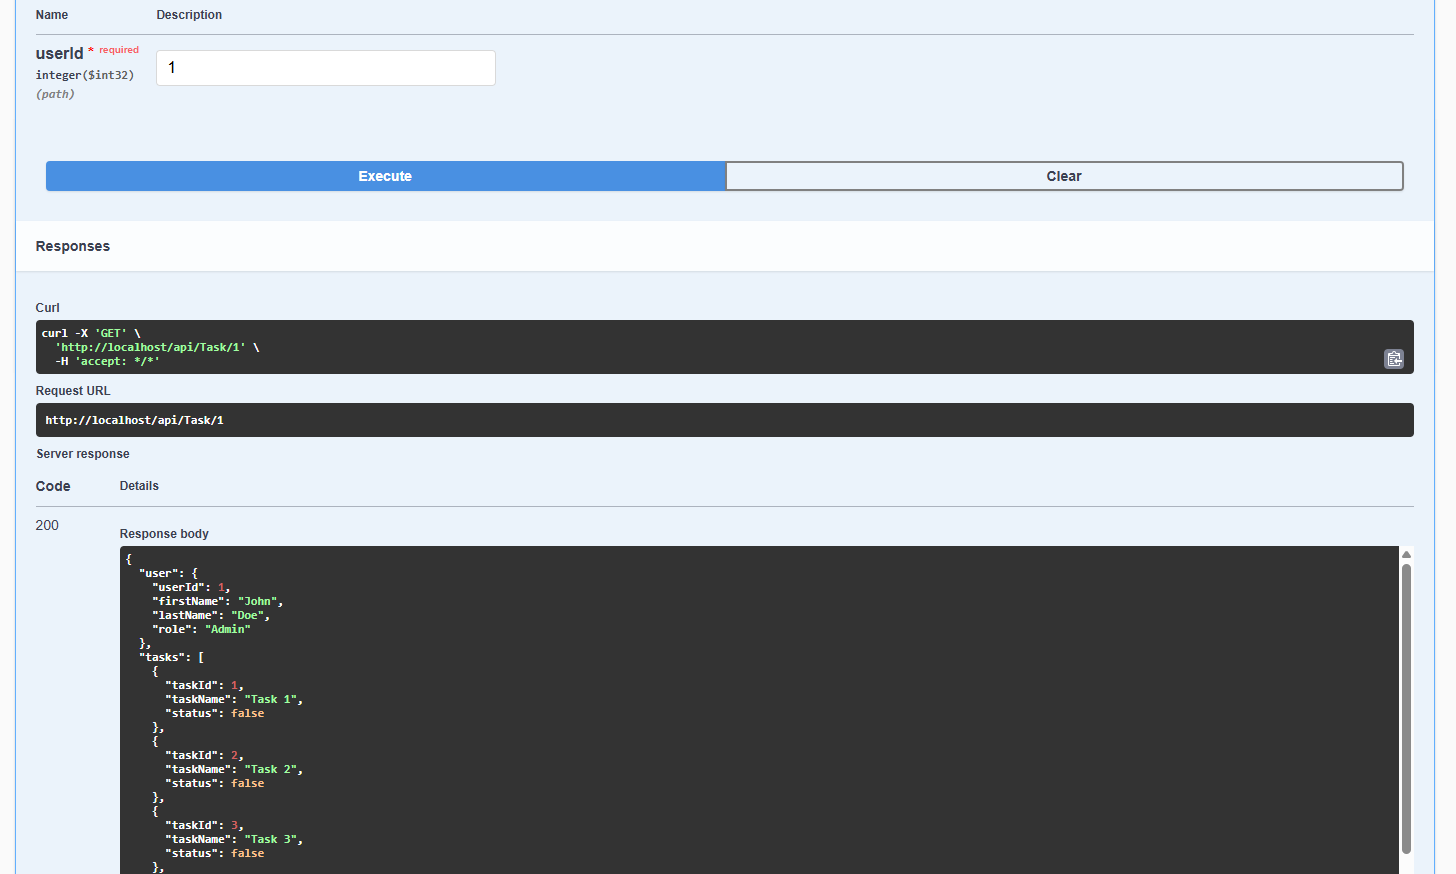 Name Description
userId * required
integer($int32)
(path)
1
Execute Clear
Responses
Curl
curl -X 'GET' \
  'http://localhost/api/Task/1' \
  -H 'accept: */*'
Request URL
http://localhost/api/Task/1
Server response
Code Details
200
Response body
{
  "user": {
    "userId": 1,
    "firstName": "John",
    "lastName": "Doe",
    "role": "Admin"
  },
  "tasks": [
    {
      "taskId": 1,
      "taskName": "Task 1",
      "status": false
    },
    {
      "taskId": 2,
      "taskName": "Task 2",
      "status": false
    },
    {
      "taskId": 3,
      "taskName": "Task 3",
      "status": false
    },